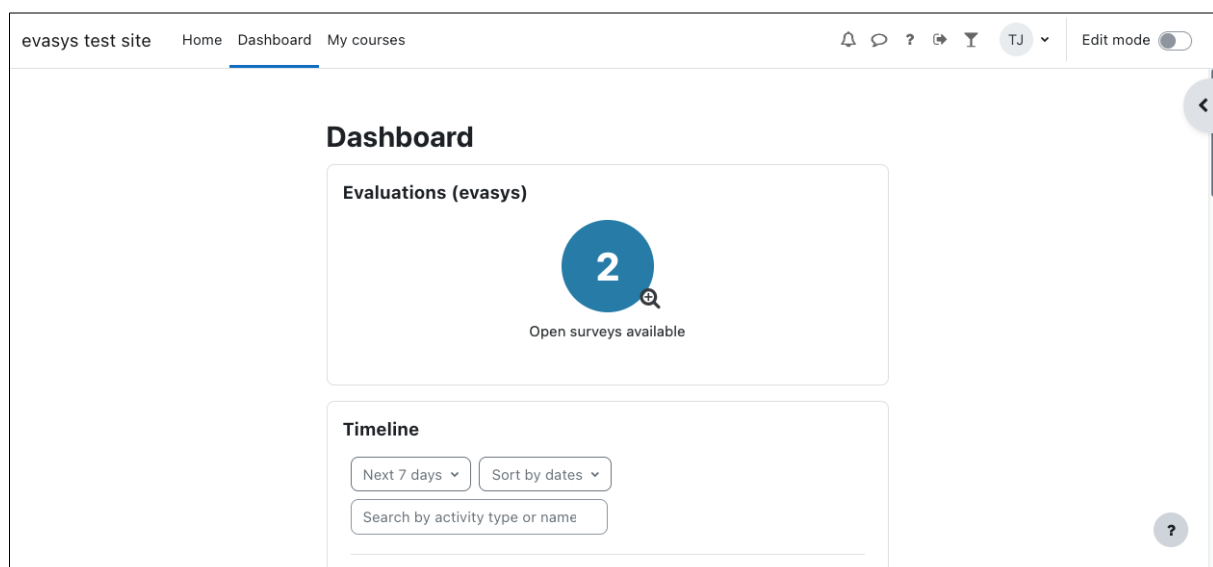 evasys test site Home Dashboard My courses ? TJ Edit mode
Dashboard
Evaluations (evasys)
2
Open surveys available
Timeline
Next 7 days Sort by dates
Search by activity type or name
?